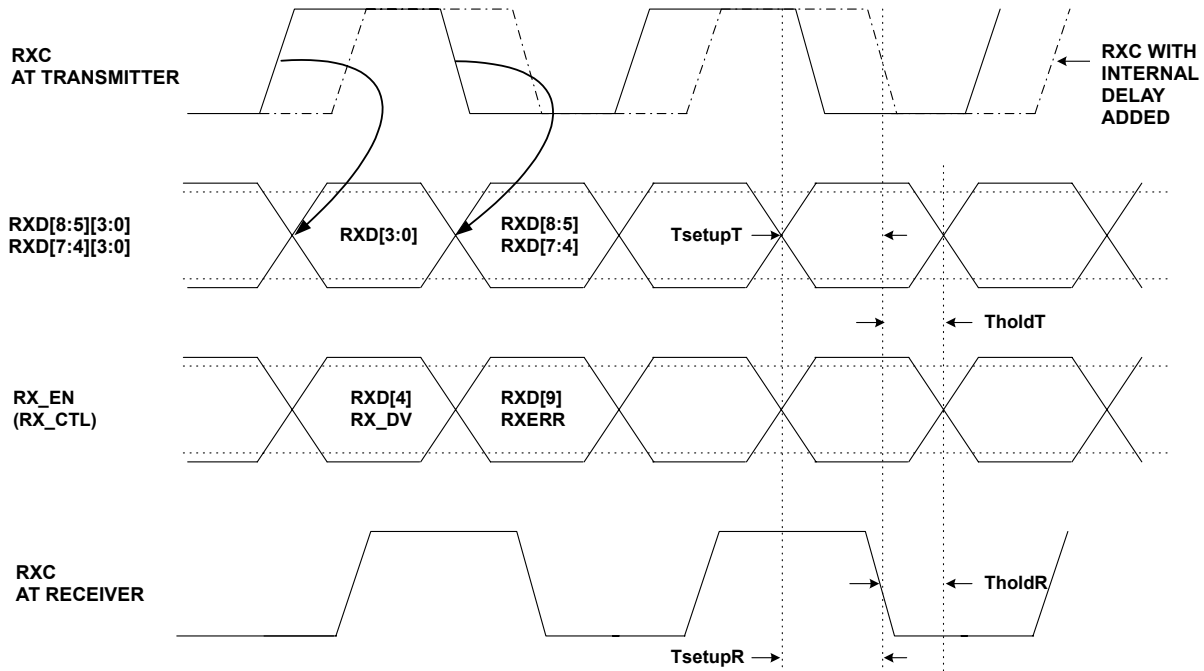 RXC
AT TRANSMITTER
RXC WITH
INTERNAL
DELAY
ADDED
RXD[8:5][3:0]
RXD[7:4][3:0]
RXD[3:0]
RXD[8:5]
RXD[7:4]
TsetupT
TholdT
RX_EN
(RX_CTL)
RXD[4]
RX_DV
RXD[9]
RXERR
RXC
AT RECEIVER
TholdR
TsetupR